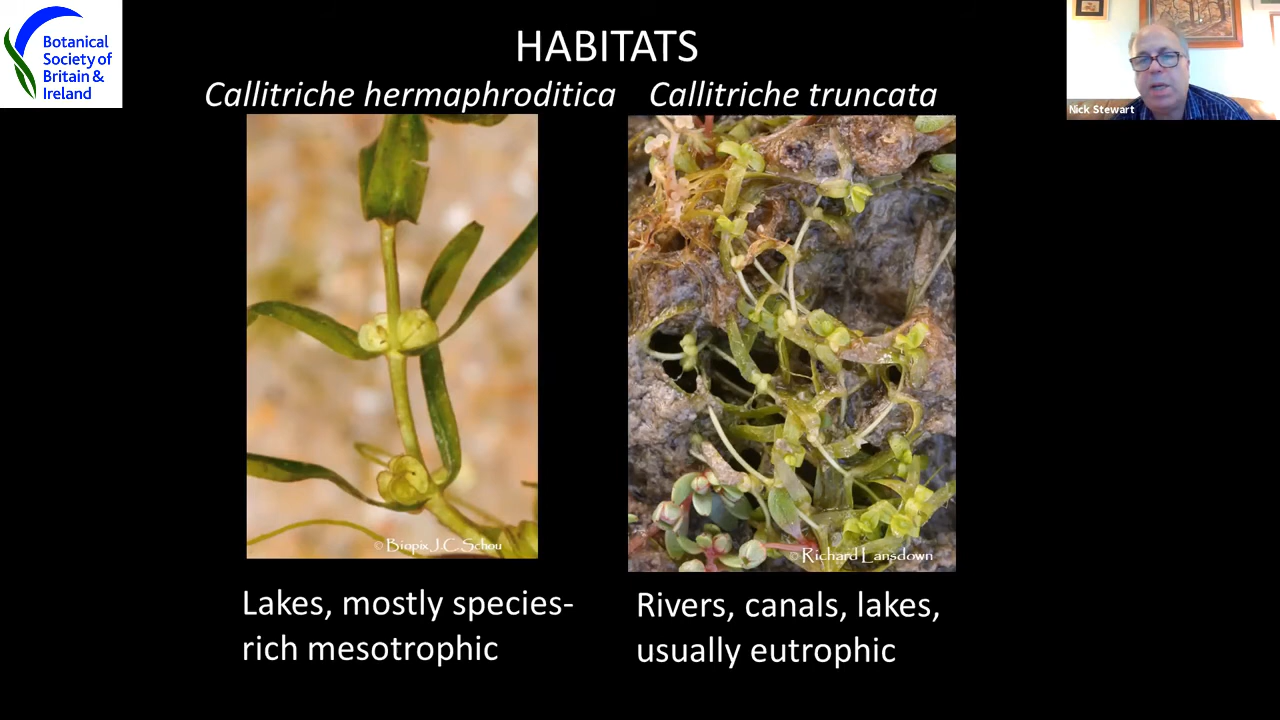 Botanical
Society of
Britain &
Ireland
HABITATS
Callitriche hermaphroditica
Callitriche truncata
Nick Stewart
© Biopix J.C.Schou
© Richard Lansdown
Lakes, mostly species-
rich mesotrophic
Rivers, canals, lakes,
usually eutrophic